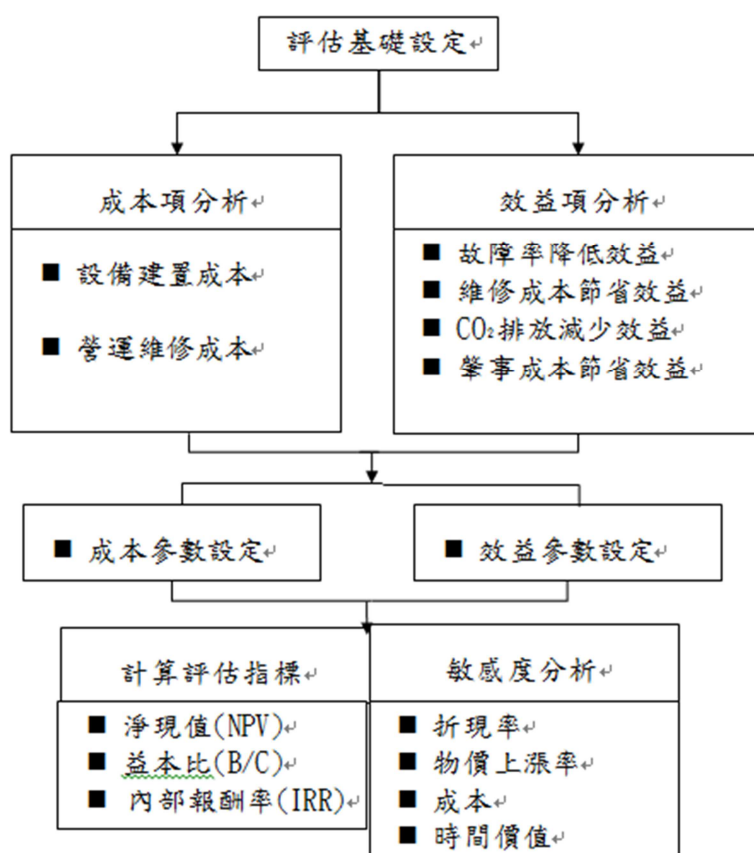 評估基礎設定
成本項分析
■ 設備建置成本
■ 營運維修成本
效益項分析
■ 故障率降低效益
■ 維修成本節省效益
■ CO₂排放減少效益
■ 肇事成本節省效益
■ 成本參數設定
■ 效益參數設定
計算評估指標
■ 淨現值(NPV)
■ 益本比(B/C)
■ 內部報酬率(IRR)
敏感度分析
■ 折現率
■ 物價上漲率
■ 成本
■ 時間價值